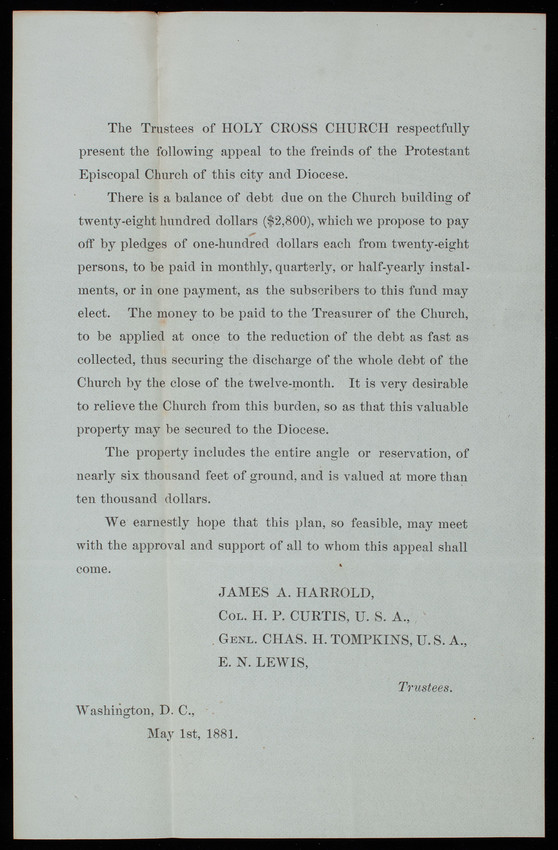 The Trustees of HOLY CROSS CHURCH respectfully
present the following appeal to the freinds of the Protestant
Episcopal Church of this city and Diocese.
There is a balance of debt due on the Church building of
twenty-eight hundred dollars ($2,800), which we propose to pay
off by pledges of one-hundred dollars each from twenty-eight
persons, to be paid in monthly, quarterly, or half-yearly instal-
ments, or in one payment, as the subscribers to this fund may
elect. The money to be paid to the Treasurer of the Church,
to be applied at once to the reduction of the debt as fast as
collected, thus securing the discharge of the whole debt of the
Church by the close of the twelve-month. It is very desirable
to relieve the Church from this burden, so as that this valuable
property may be secured to the Diocese.
The property includes the entire angle or reservation, of
nearly six thousand feet of ground, and is valued at more than
ten thousand dollars.
We earnestly hope that this plan, so feasible, may meet
with the approval and support of all to whom this appeal shall
come.
JAMES A. HARROLD,
COL. H. P. CURTIS, U. S. A.,
GENL. CHAS. H. TOMPKINS, U. S. A.,
E. N. LEWIS,
Trustees.
Washington, D. C.,
May 1st, 1881.